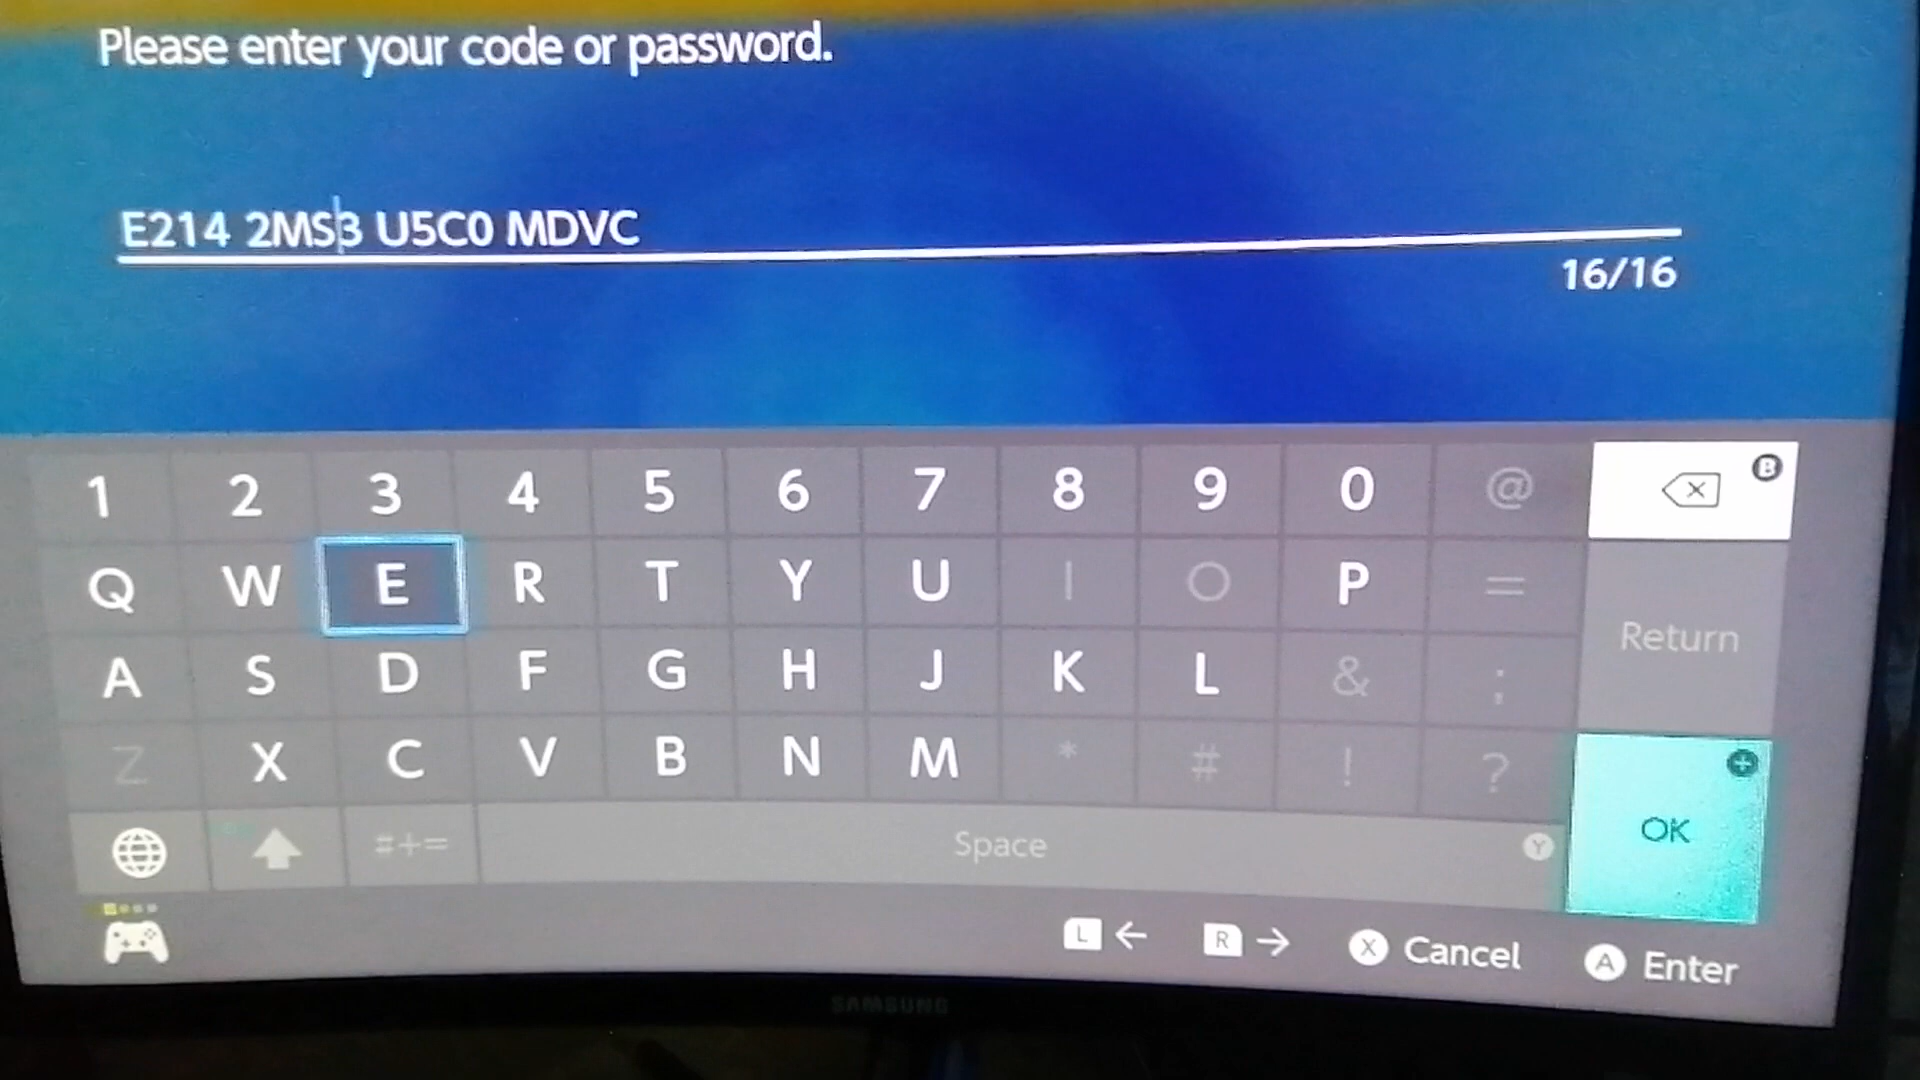 Please enter your code or password.
E214 2MS3 U5C0 MDVC
16/16
1 2 3 4 5 6 7 8 9 0 @ B
Q W E R T Y U I O P =
Return
A S D F G H J K L & ;
Z X C V B N M * # ! ?
+ OK
#+= Space Y
L ← R → X Cancel A Enter
SAMSUNG